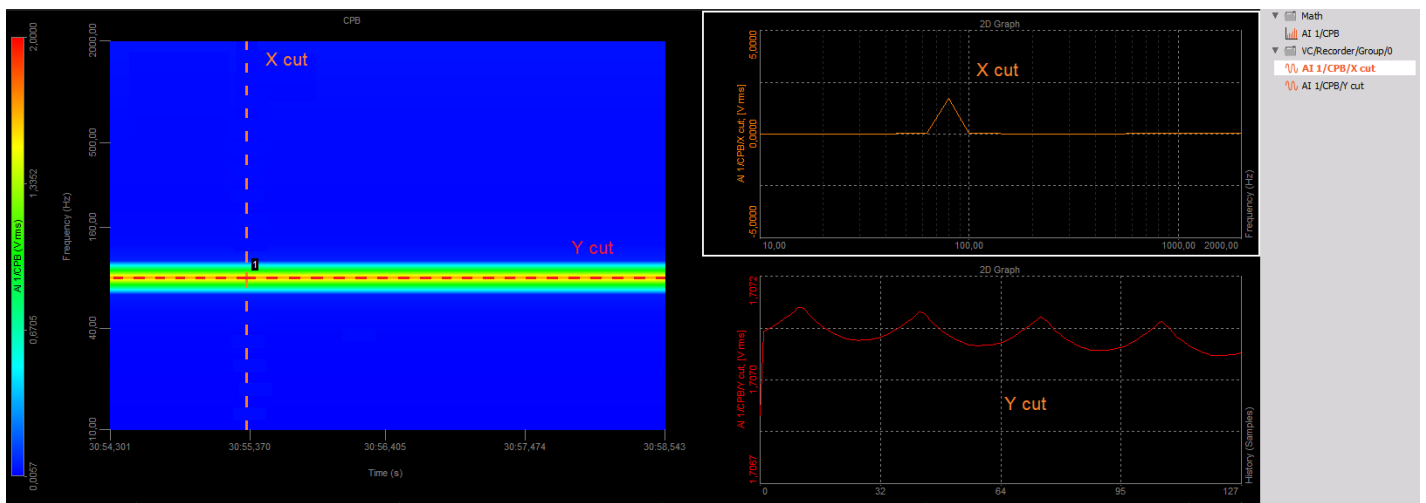 CPB
2,0000
1,3352
0,6705
0,0057
AI 1/CPB (V rms)
2000,00
500,00
160,00
40,00
10,00
Frequency (Hz)
X cut
Y cut
1
30:54,301
30:55,370
30:56,405
30:57,474
30:58,543
Time (s)
2D Graph
5,0000
0,0000
-5,0000
AI 1/CPB/X cut; [V rms]
X cut
10,00
100,00
1000,00
2000,00
Frequency (Hz)
2D Graph
1,7072
1,7070
1,7067
AI 1/CPB/Y cut; [V rms]
Y cut
0
32
64
95
127
History (Samples)
Math
AI 1/CPB
VC/Recorder/Group/0
AI 1/CPB/X cut
AI 1/CPB/Y cut